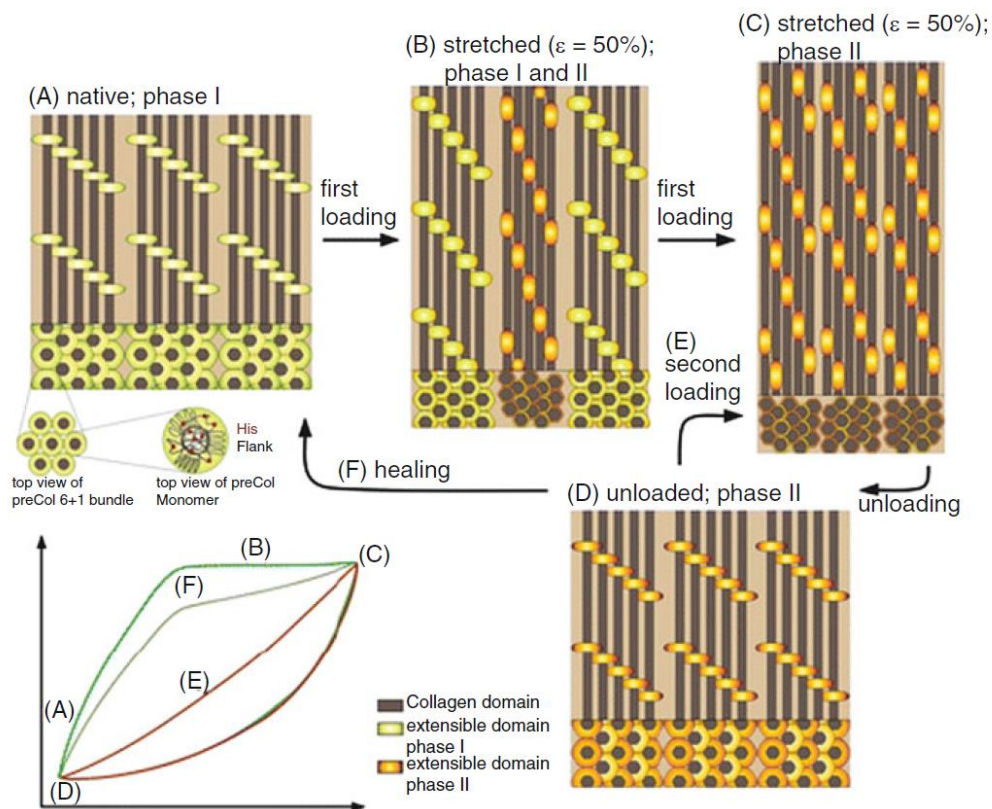 (A) native; phase I
(B) stretched (ε = 50%);
phase I and II
(C) stretched (ε = 50%);
phase II
first
loading
first
loading
(E)
second
loading
(F) healing
unloading
(D) unloaded; phase II
His
Flank
top view of
preCol 6+1 bundle
top view of preCol
Monomer
(B)
(C)
(F)
(E)
(A)
(D)
Collagen domain
extensible domain
phase I
extensible domain
phase II